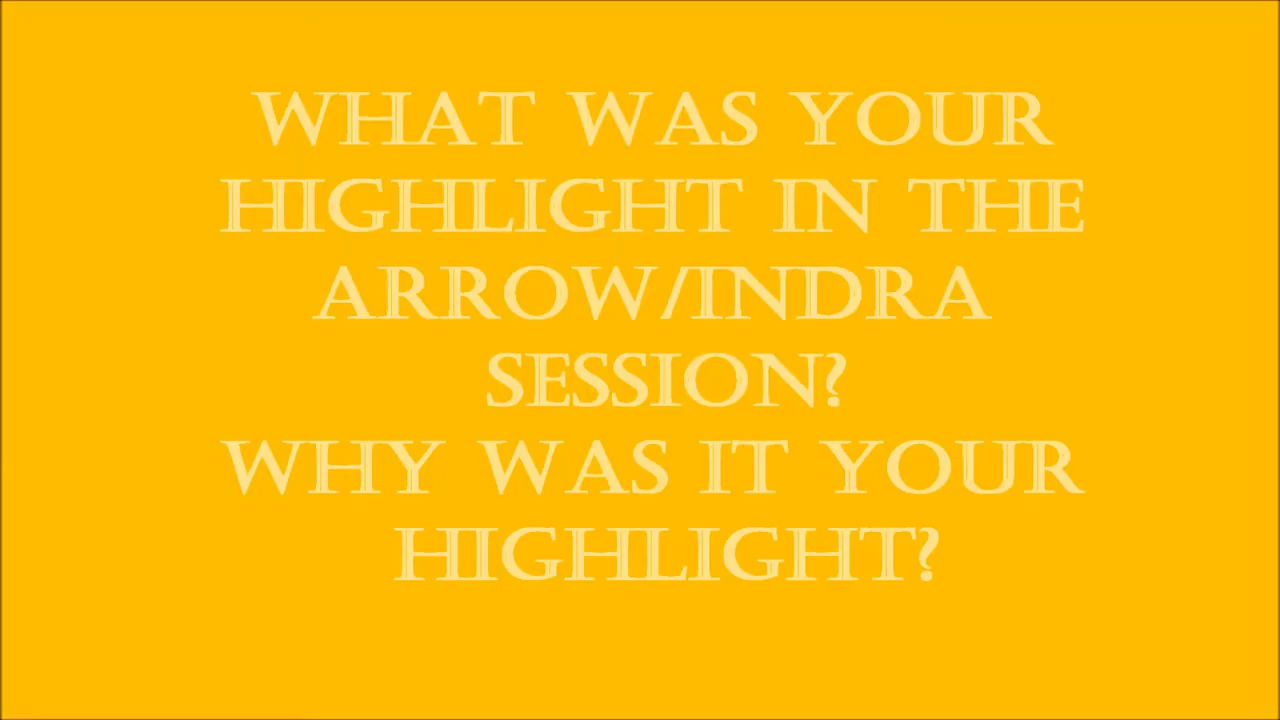 WHAT WAS YOUR
HIGHLIGHT IN THE
ARROW/INDRA
SESSION?
WHY WAS IT YOUR
HIGHLIGHT?